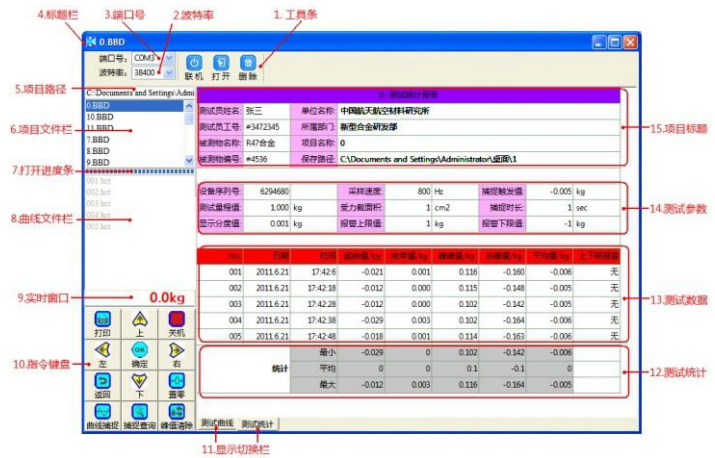 4.标题栏 3.端口号 2.波特率 1. 工具条
0.BBD
端口号: COM3
波特率: 38400 联机 打开 删除
5.项目路径 C:\Documents and Settings\Admi
0.BBD
10.BBD
6.项目文件栏 11.BBD
7.BBD
8.BBD
9.BBD
7.打开进度条
001.hct
002.hct
003.hct
8.曲线文件栏 004.hct
005.hct
9.实时窗口 0.0kg
打印 上 关机
10.指令键盘 左 确定 右
返回 下 置零
曲线捕捉 捕捉查询 峰值清除
0--测试统计报表
测试员姓名: 张三 单位名称: 中国航天航空材料研究所
测试员工号: #3472345 所属部门: 新型合金研发部 15.项目标题
被测物名称: R47合金 项目名称: 0
被测物编号: #4536 保存路径: C:\Documents and Settings\Administrator\桌面\1
设备序列号: 6294680 采样速度: 800 Hz 捕捉触发值: -0.005 kg
测试量程值: 1.000 kg 受力截面积: 1 cm2 捕捉时长: 1 sec 14.测试参数
显示分度值: 0.001 kg 报警上限值: 1 kg 报警下限值: -1 kg
no. 日期 时间 起始值/kg 结束值/kg 峰峰值/kg 谷峰值/kg 平均值/kg 上下限报警
001 2011.6.21 17:42:6 -0.021 0.001 0.116 -0.160 -0.006 无
002 2011.6.21 17:42:18 -0.012 0.000 0.115 -0.148 -0.005 无
003 2011.6.21 17:42:28 -0.012 0.000 0.102 -0.142 -0.005 无 13.测试数据
004 2011.6.21 17:42:38 -0.029 0.003 0.102 -0.164 -0.006 无
005 2011.6.21 17:42:48 -0.018 0.001 0.114 -0.163 -0.006 无
最小 -0.029 0 0.102 -0.142 -0.006
统计 平均 0 0 0.1 -0.1 0 12.测试统计
最大 -0.012 0.003 0.116 -0.164 -0.005
测试曲线 测试统计
11.显示切换栏